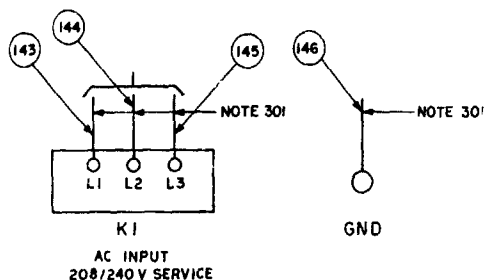 143
144
145
146
NOTE 301
NOTE 301
L1 L2 L3
K1
GND
AC INPUT
208/240 V SERVICE